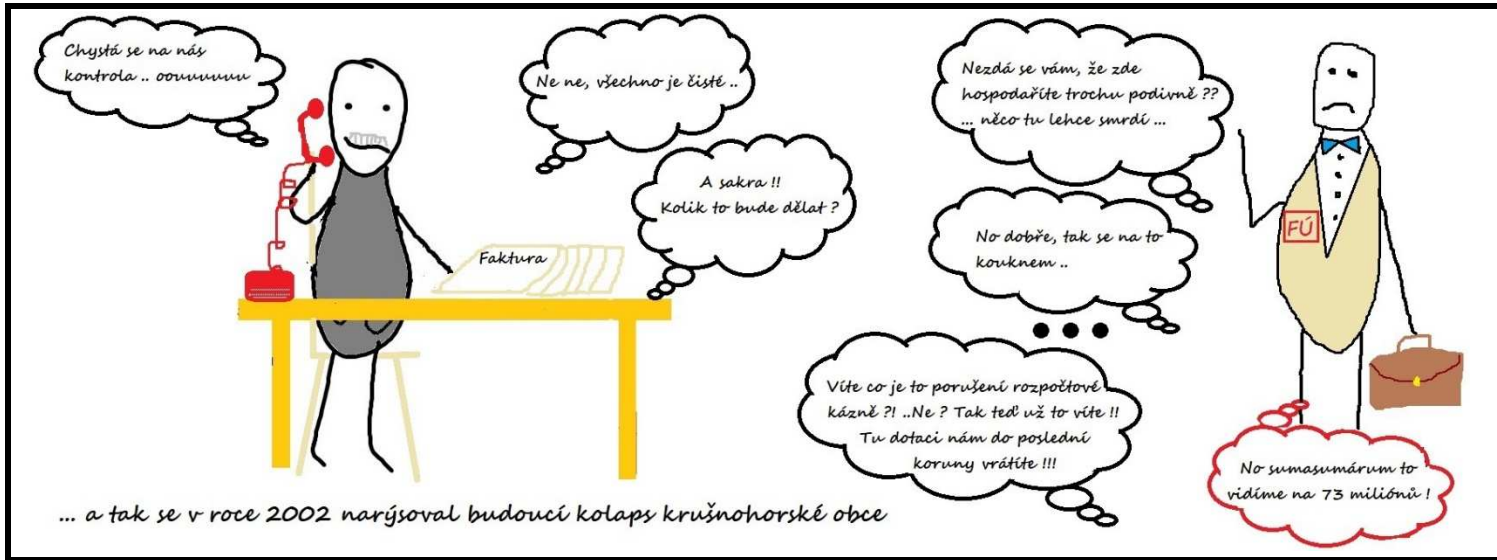 Chystá se na nás
kontrola .. oouuuuuu
Ne ne, všechno je čisté ..
A sakra !!
Kolik to bude dělat ?
Faktura
Nezdá se vám, že zde
hospodaříte trochu podivně ??
... něco tu lehce smrdí ...
No dobře, tak se na to
kouknem ..
Víte co je to porušení rozpočtové
kázně ?! ..Ne ? Tak teď už to víte !!
Tu dotaci nám do poslední
koruny vrátíte !!!
FÚ
No sumasumárum to
vidíme na 73 miliónů !
... a tak se v roce 2002 narýsoval budoucí kolaps krušnohorské obce